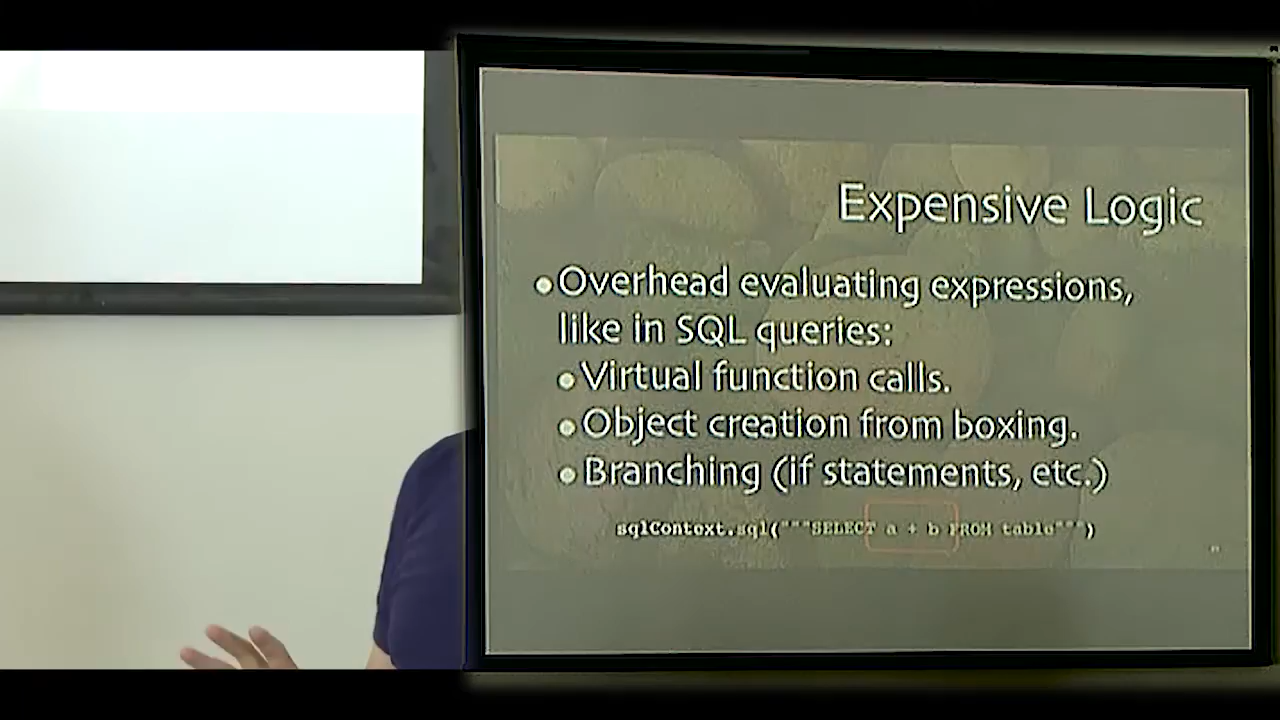 Expensive Logic
Overhead evaluating expressions,
like in SQL queries:
Virtual function calls.
Object creation from boxing.
Branching (if statements, etc.)
sqlContext.sql("""SELECT a + b FROM table""")